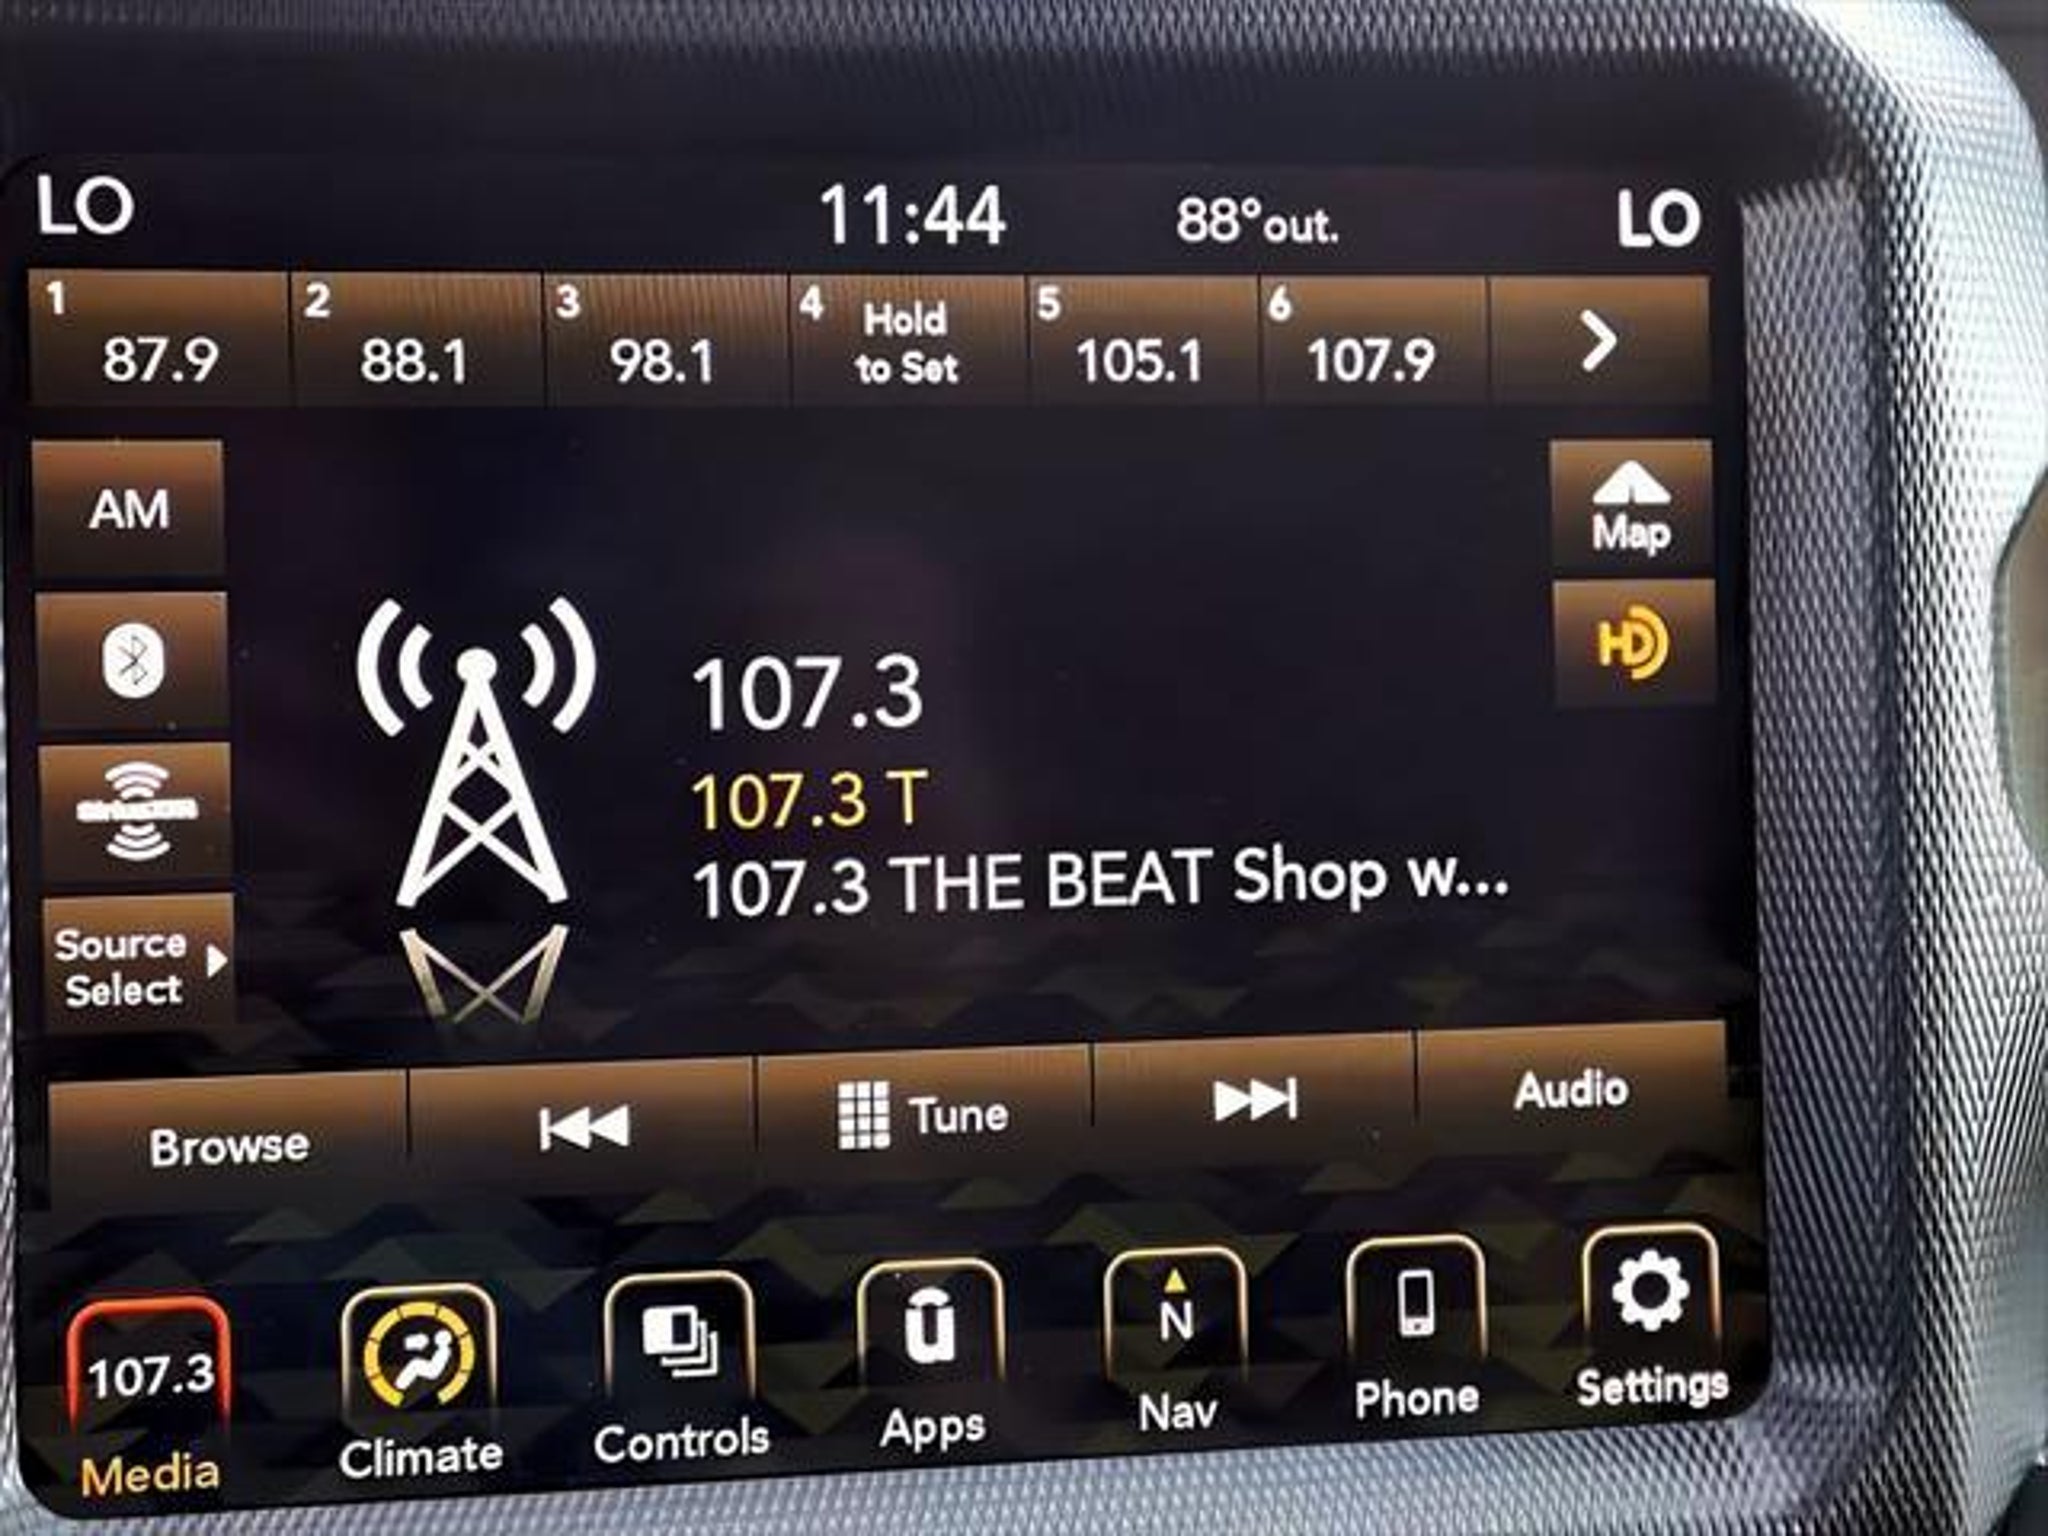 LO 11:44 88°out. LO
1 2 3 4 Hold 5 6
87.9 88.1 98.1 to Set 105.1 107.9
AM
Map
HD
107.3
107.3 T
107.3 THE BEAT Shop w...
Source
Select
Browse Tune Audio
107.3 N
Media Climate Controls Apps Nav Phone Settings